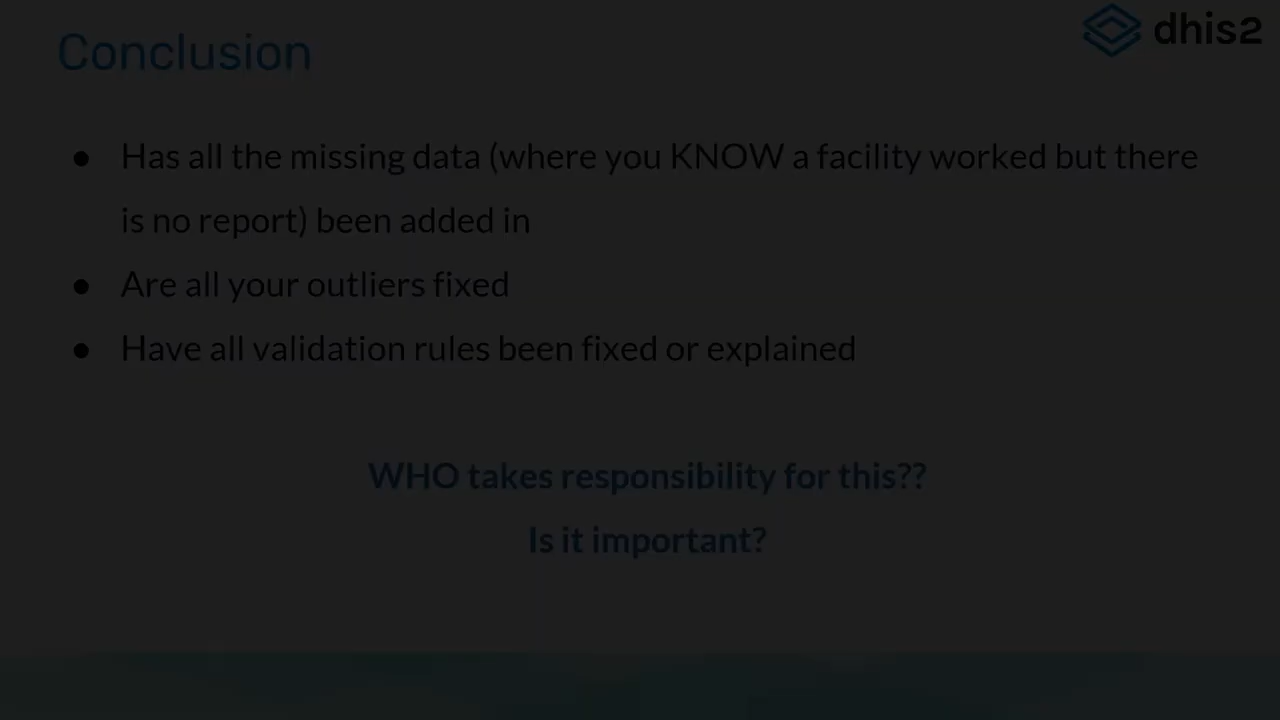 Conclusion
dhis2
● Has all the missing data (where you KNOW a facility worked but there
is no report) been added in
● Are all your outliers fixed
● Have all validation rules been fixed or explained
WHO takes responsibility for this??
Is it important?